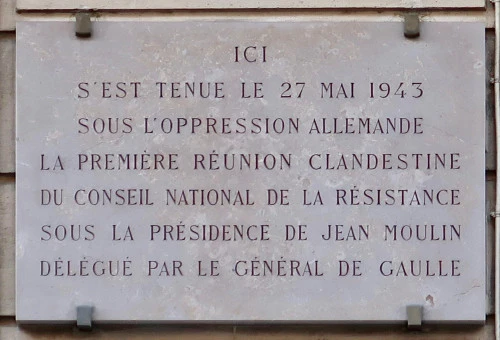 ICI
S'EST TENUE LE 27 MAI 1943
SOUS L'OPPRESSION ALLEMANDE
LA PREMIÈRE RÉUNION CLANDESTINE
DU CONSEIL NATIONAL DE LA RÉSISTANCE
SOUS LA PRÉSIDENCE DE JEAN MOULIN
DÉLÉGUÉ PAR LE GÉNÉRAL DE GAULLE